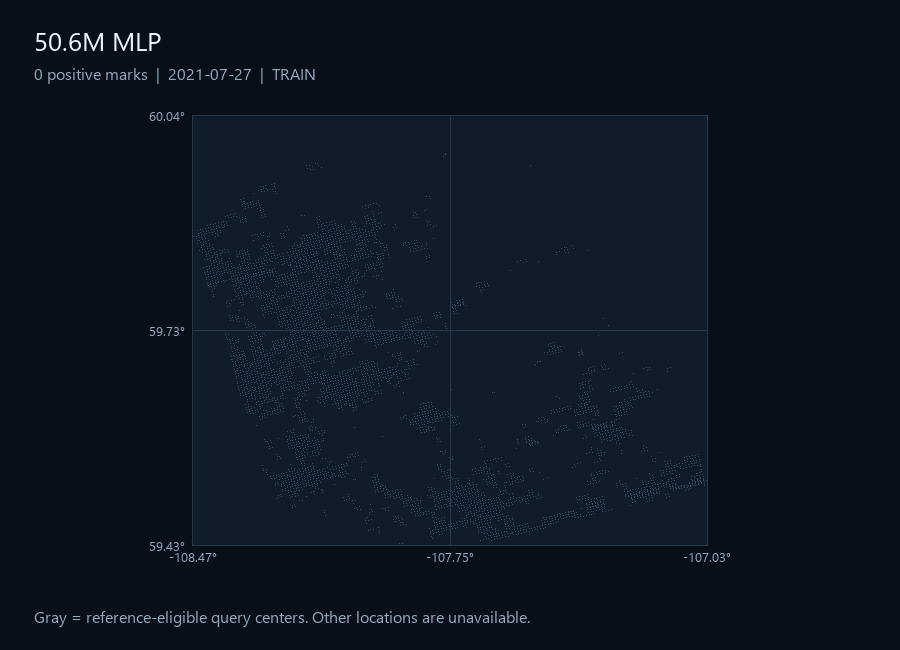 50.6M MLP
0 positive marks | 2021-07-27 | TRAIN
60.04°
59.73°
59.43°
-108.47°
-107.75°
-107.03°
Gray = reference-eligible query centers. Other locations are unavailable.